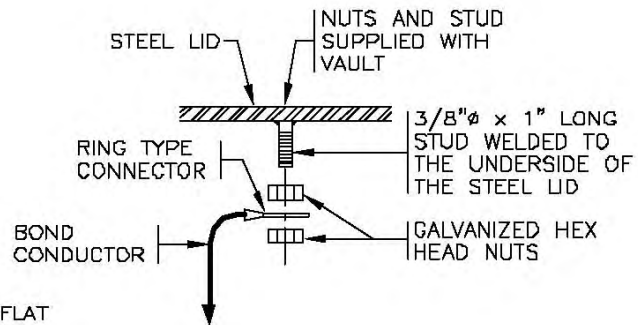 STEEL LID
NUTS AND STUD
SUPPLIED WITH
VAULT
3/8"ø x 1" LONG
STUD WELDED TO
THE UNDERSIDE OF
THE STEEL LID
RING TYPE
CONNECTOR
GALVANIZED HEX
HEAD NUTS
BOND
CONDUCTOR
FLAT